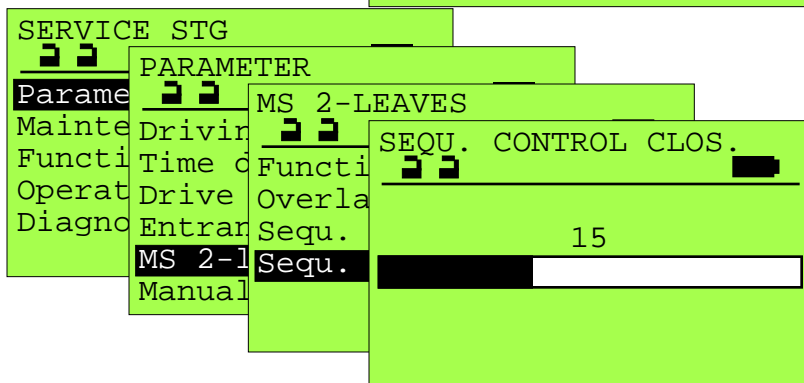 SERVICE STG
Parame
Mainte
Functi
Operat
Diagno
PARAMETER
Drivin
Time d
Drive
Entran
MS 2-l
Manual
MS 2-LEAVES
Functi
Overla
Sequ.
Sequ.
SEQU. CONTROL CLOS.
15